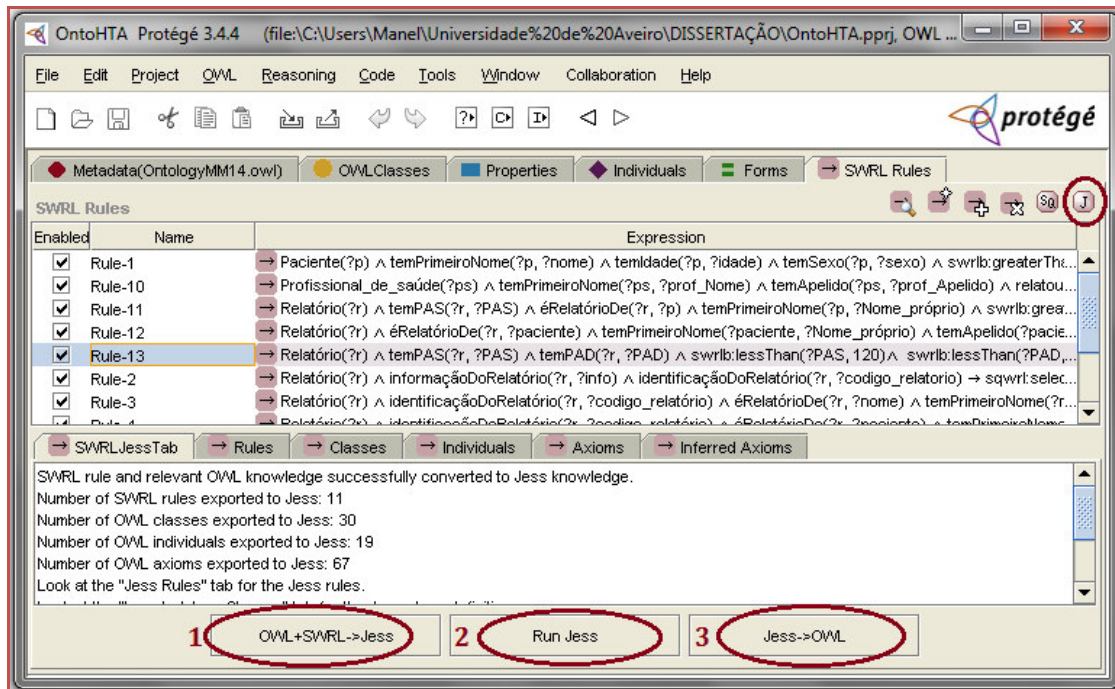 OntoHTA Protégé 3.4.4 (file:\C:\Users\Manel\Universidade%20de%20Aveiro\DISSERTAÇÃO\OntoHTA.pprj, OWL ...
File Edit Project OWL Reasoning Code Tools Window Collaboration Help
protégé
Metadata(OntologyMM14.owl) OWLClasses Properties Individuals Forms SWRL Rules
SWRL Rules
SQ J
Enabled Name Expression
Rule-1 → Paciente(?p) ∧ temPrimeiroNome(?p, ?nome) ∧ temIdade(?p, ?idade) ∧ temSexo(?p, ?sexo) ∧ swrlb:greaterTha...
Rule-10 → Profissional_de_saúde(?ps) ∧ temPrimeiroNome(?ps, ?prof_Nome) ∧ temApelido(?ps, ?prof_Apelido) ∧ relatou...
Rule-11 → Relatório(?r) ∧ temPAS(?r, ?PAS) ∧ éRelatórioDe(?r, ?p) ∧ temPrimeiroNome(?p, ?Nome_próprio) ∧ swrlb:grea...
Rule-12 → Relatório(?r) ∧ éRelatórioDe(?r, ?paciente) ∧ temPrimeiroNome(?paciente, ?Nome_próprio) ∧ temApelido(?pacie...
Rule-13 → Relatório(?r) ∧ temPAS(?r, ?PAS) ∧ temPAD(?r, ?PAD) ∧ swrlb:lessThan(?PAS, 120)∧ swrlb:lessThan(?PAD,...
Rule-2 → Relatório(?r) ∧ informaçãoDoRelatório(?r, ?info) ∧ identificaçãoDoRelatório(?r, ?codigo_relatorio) → sqwrl:selec...
Rule-3 → Relatório(?r) ∧ identificaçãoDoRelatório(?r, ?codigo_relatório) ∧ éRelatórioDe(?r, ?nome) ∧ temPrimeiroNome(?r...
SWRLJessTab → Rules → Classes → Individuals → Axioms → Inferred Axioms
SWRL rule and relevant OWL knowledge successfully converted to Jess knowledge.
Number of SWRL rules exported to Jess: 11
Number of OWL classes exported to Jess: 30
Number of OWL individuals exported to Jess: 19
Number of OWL axioms exported to Jess: 67
Look at the "Jess Rules" tab for the Jess rules.
1 OWL+SWRL->Jess 2 Run Jess 3 Jess->OWL